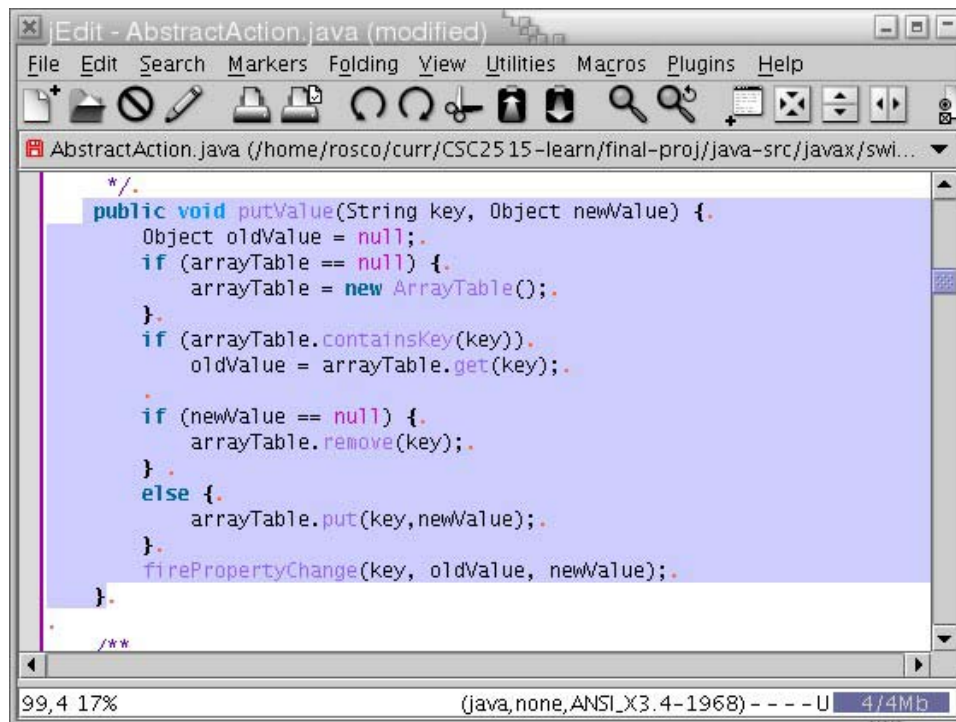 jEdit - AbstractAction.java (modified)
File Edit Search Markers Folding View Utilities Macros Plugins Help
AbstractAction.java (/home/rosco/curr/CSC2515-learn/final-proj/java-src/javax/swi...
*/.
public void putValue(String key, Object newValue) {.
Object oldValue = null;.
if (arrayTable == null) {.
arrayTable = new ArrayTable();.
}.
if (arrayTable.containsKey(key)).
oldValue = arrayTable.get(key);.
.
if (newValue == null) {.
arrayTable.remove(key);.
} .
else {.
arrayTable.put(key,newValue);.
}.
firePropertyChange(key, oldValue, newValue);.
}.
.
/**
99,4 17% (java,none,ANSI_X3.4-1968)- - - - U 4/4Mb